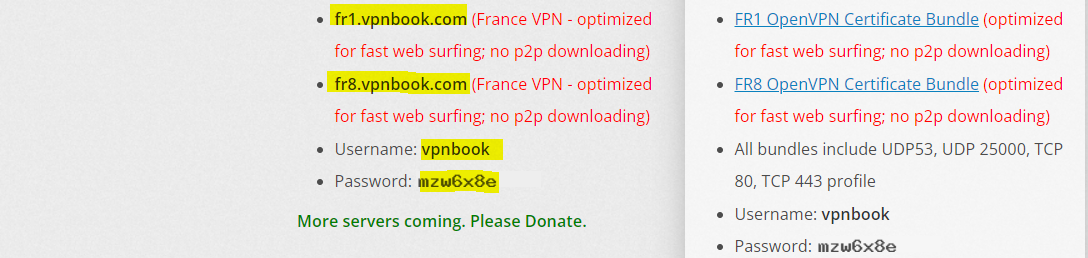 fr1.vpnbook.com (France VPN - optimized
for fast web surfing; no p2p downloading)
fr8.vpnbook.com (France VPN - optimized
for fast web surfing; no p2p downloading)
Username: vpnbook
Password: mzw6x8e
More servers coming. Please Donate.
FR1 OpenVPN Certificate Bundle (optimized
for fast web surfing; no p2p downloading)
FR8 OpenVPN Certificate Bundle (optimized
for fast web surfing; no p2p downloading)
All bundles include UDP53, UDP 25000, TCP
80, TCP 443 profile
Username: vpnbook
Password: mzw6x8e